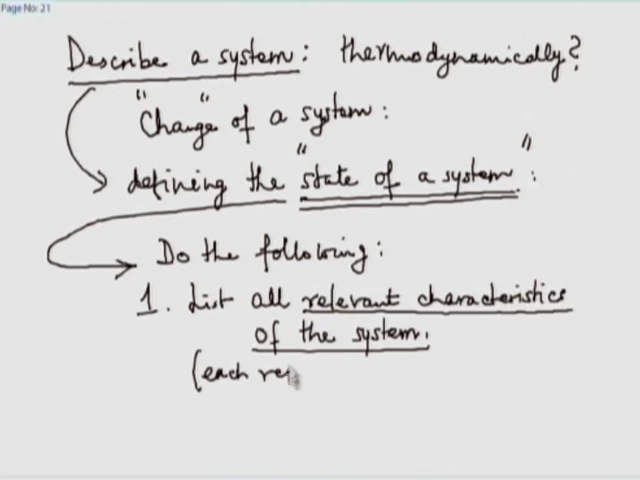 Page No: 21
Describe a system: thermodynamically?
"Change" of a system:
defining the "state of a system":
Do the following:
1. List all relevant characteristics
of the system.
(each re